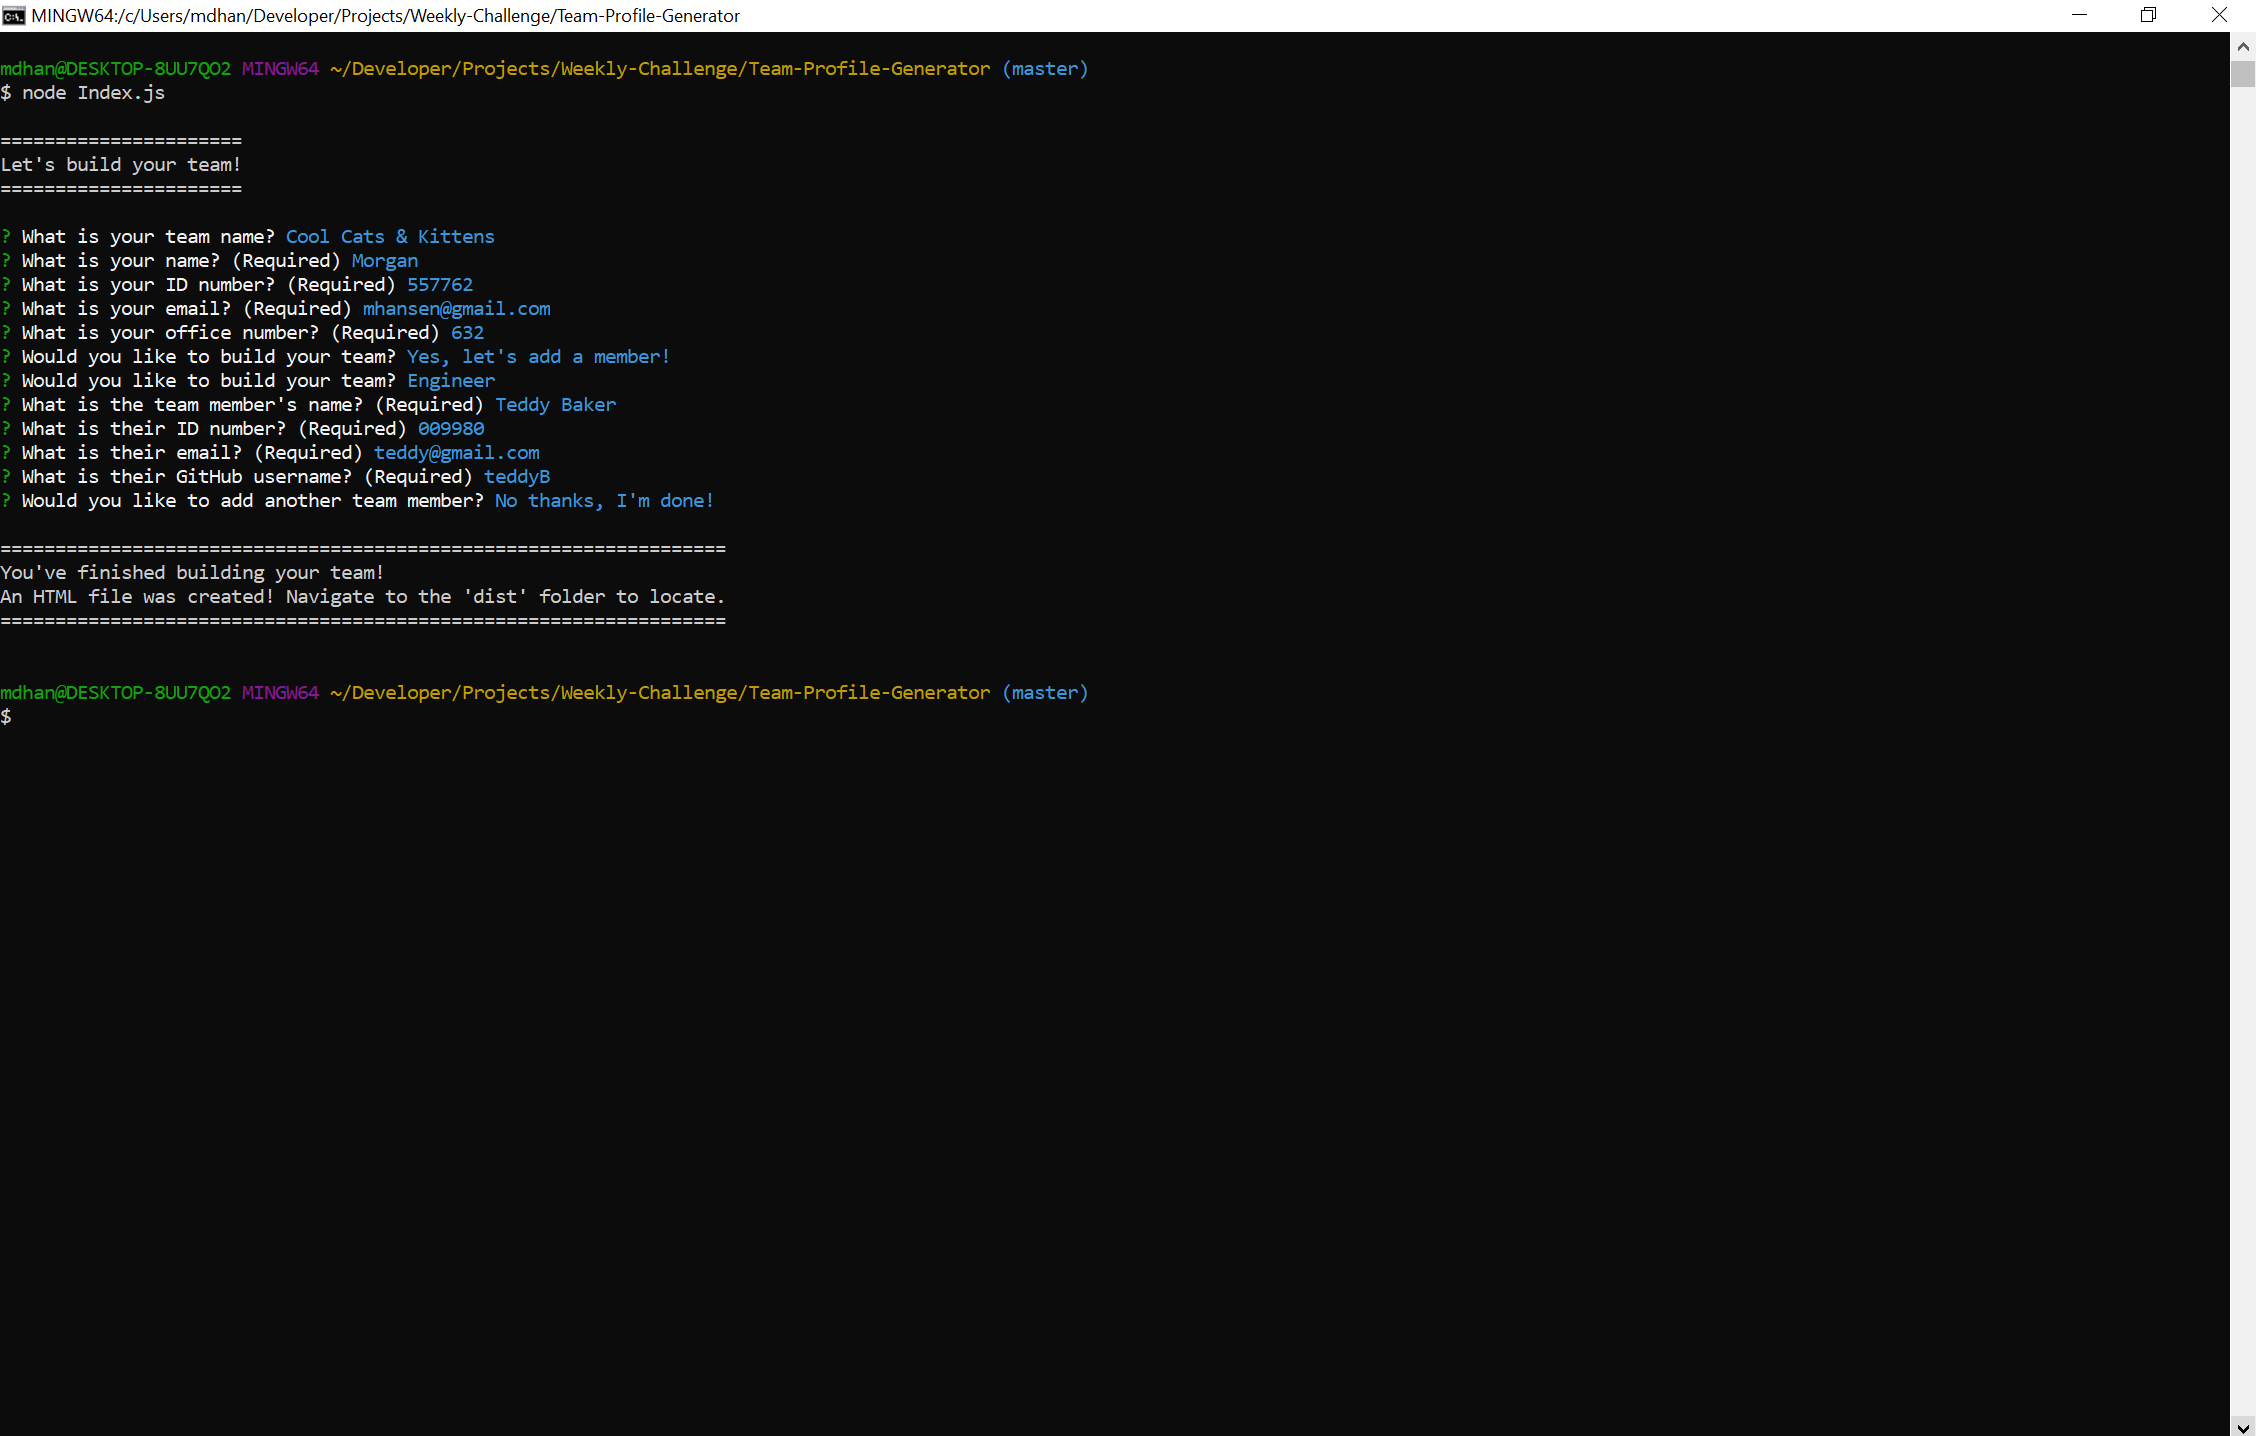 MINGW64:/c/Users/mdhan/Developer/Projects/Weekly-Challenge/Team-Profile-Generator
mdhan@DESKTOP-8UU7QO2 MINGW64 ~/Developer/Projects/Weekly-Challenge/Team-Profile-Generator (master)
$ node Index.js
======================
Let's build your team!
======================
? What is your team name? Cool Cats & Kittens
? What is your name? (Required) Morgan
? What is your ID number? (Required) 557762
? What is your email? (Required) mhansen@gmail.com
? What is your office number? (Required) 632
? Would you like to build your team? Yes, let's add a member!
? Would you like to build your team? Engineer
? What is the team member's name? (Required) Teddy Baker
? What is their ID number? (Required) 009980
? What is their email? (Required) teddy@gmail.com
? What is their GitHub username? (Required) teddyB
? Would you like to add another team member? No thanks, I'm done!
==================================================================
You've finished building your team!
An HTML file was created! Navigate to the 'dist' folder to locate.
==================================================================
mdhan@DESKTOP-8UU7QO2 MINGW64 ~/Developer/Projects/Weekly-Challenge/Team-Profile-Generator (master)
$